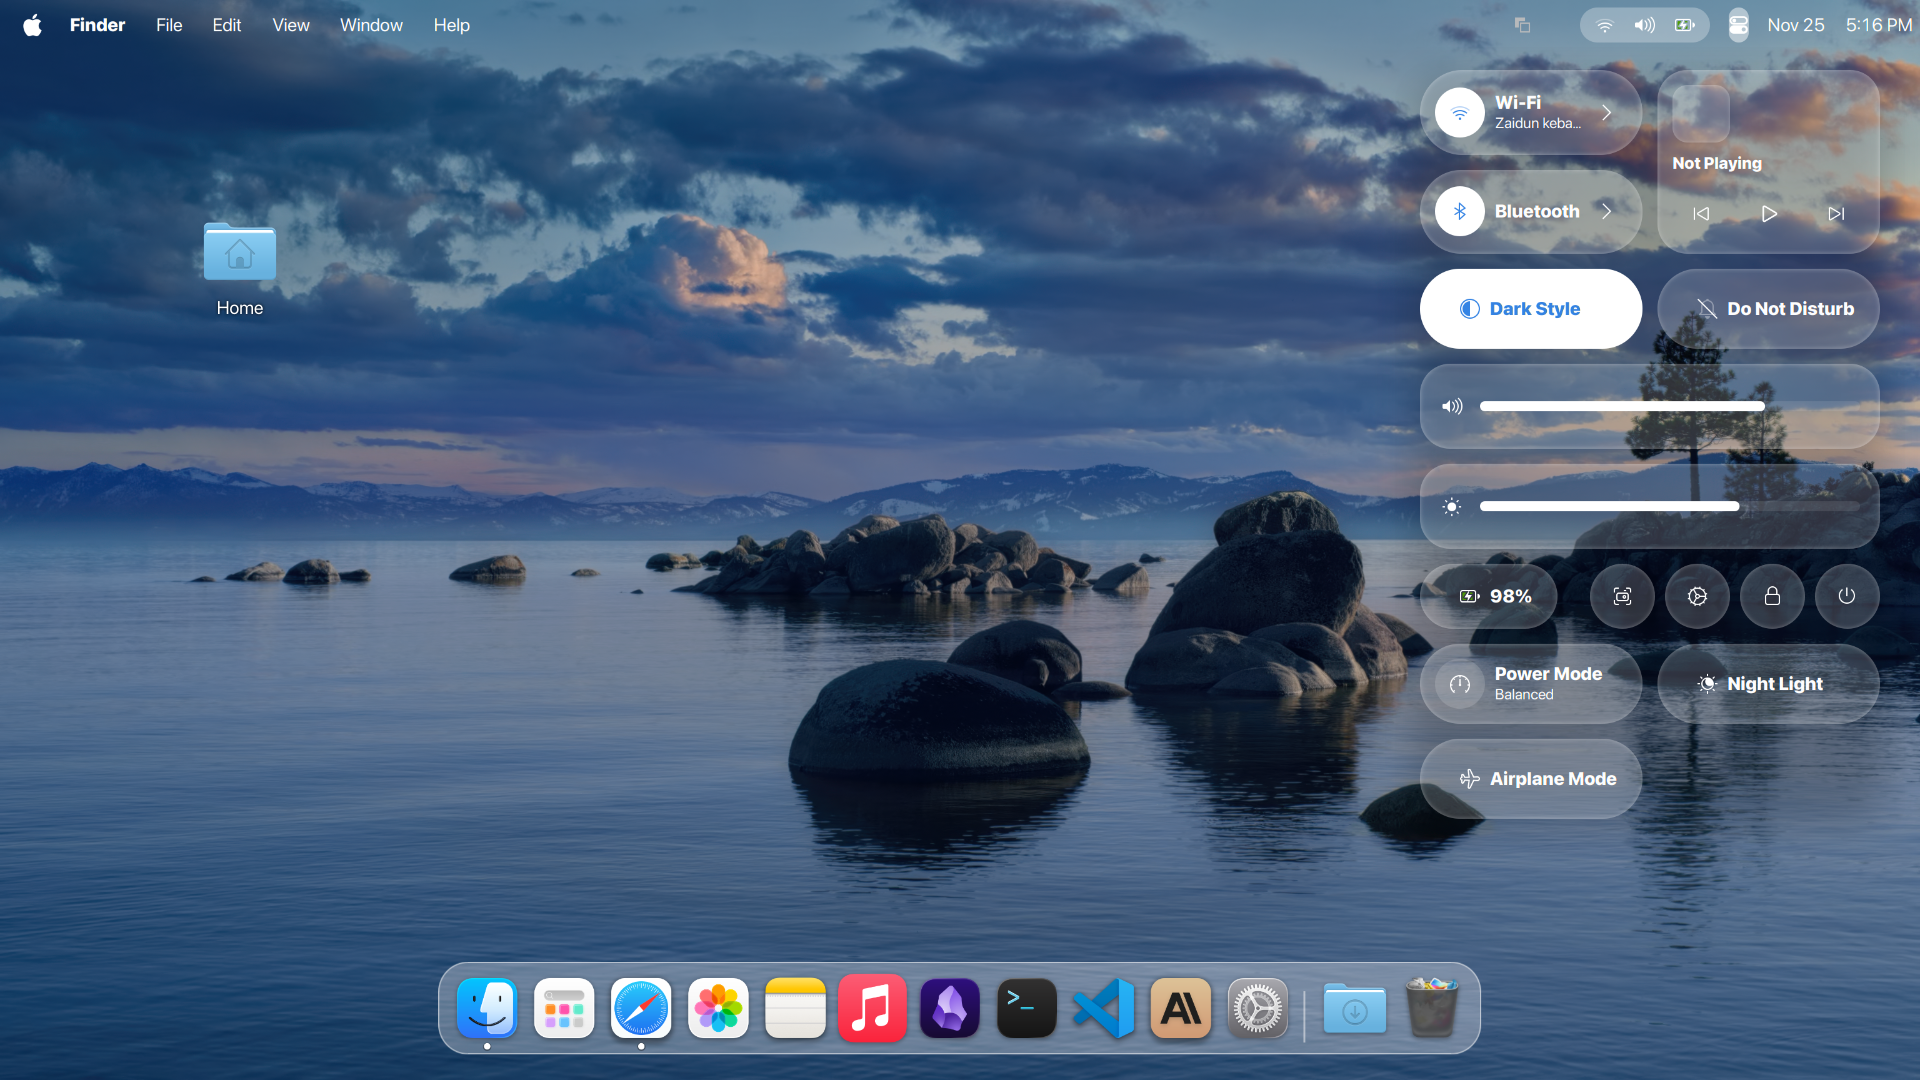 Finder File Edit View Window Help
Nov 25 5:16 PM
Wi-Fi
Zaidun keba...
Not Playing
Bluetooth
Dark Style
Do Not Disturb
98%
Power Mode
Balanced
Night Light
Airplane Mode
Home
>_